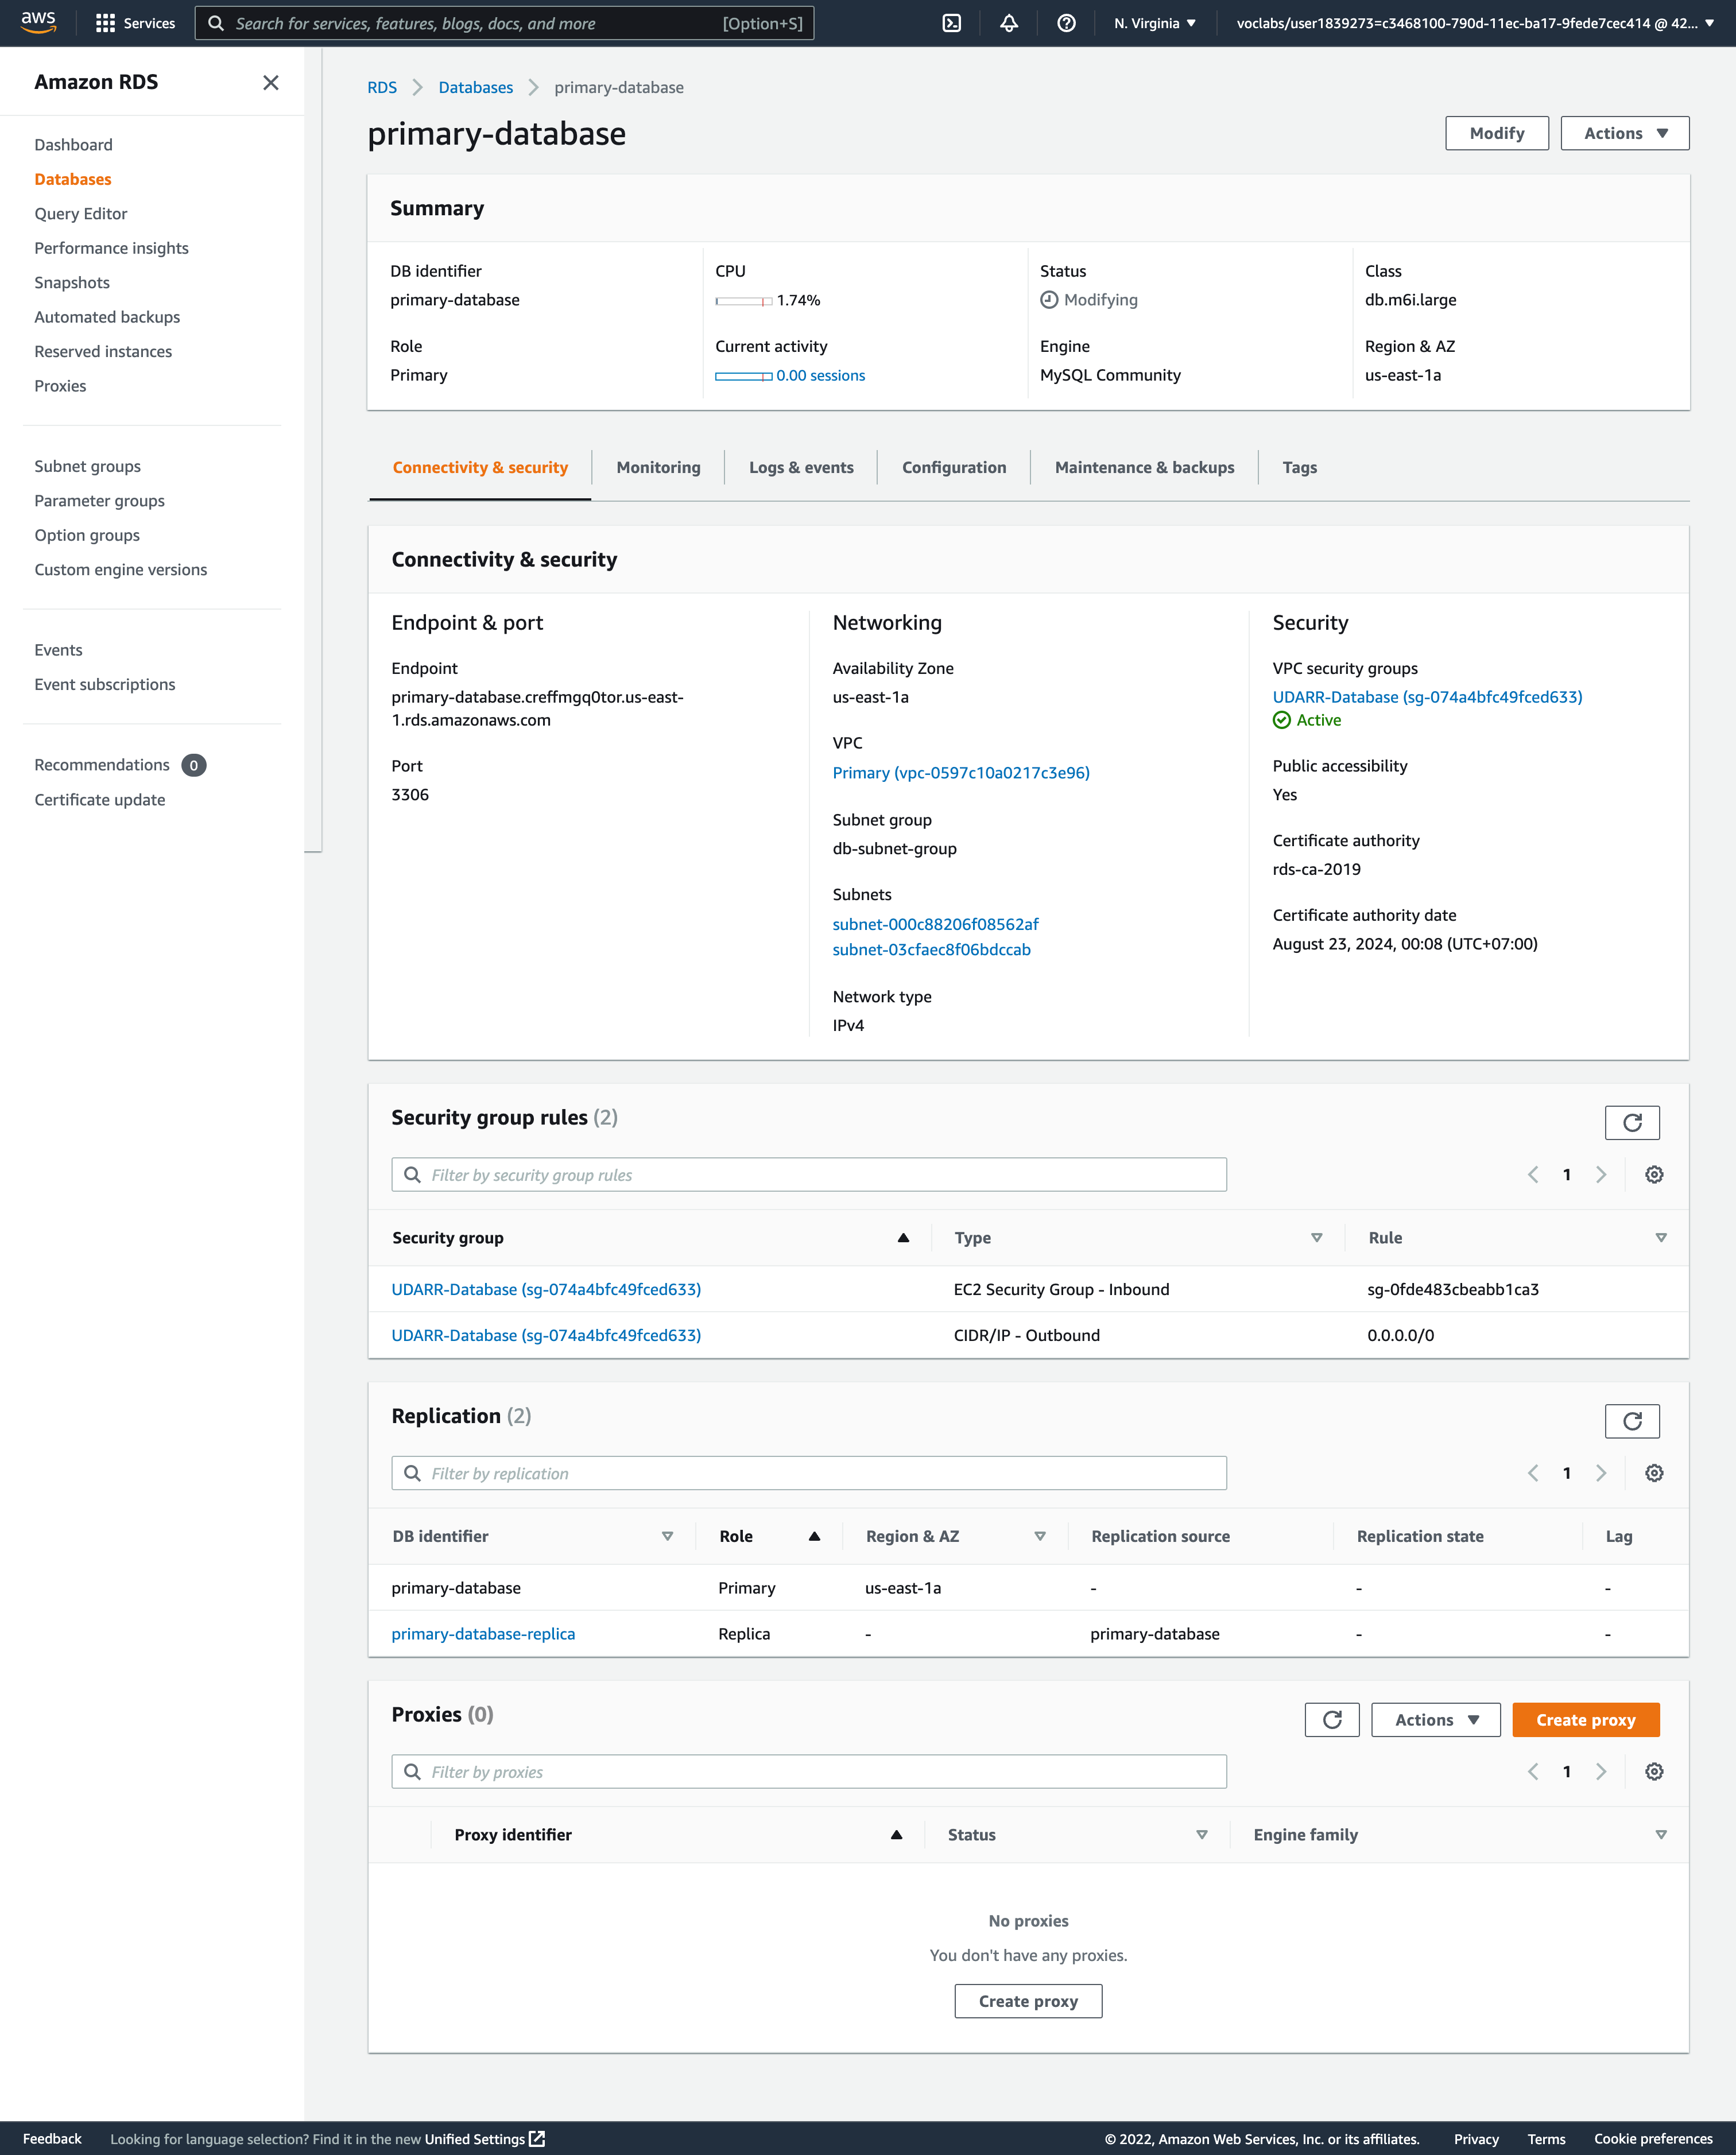 aws
Services
Search for services, features, blogs, docs, and more [Option+S]
N. Virginia
voclabs/user1839273=c3468100-790d-11ec-ba17-9fede7cec414 @ 42...
Amazon RDS
Dashboard
Databases
Query Editor
Performance insights
Snapshots
Automated backups
Reserved instances
Proxies
Subnet groups
Parameter groups
Option groups
Custom engine versions
Events
Event subscriptions
Recommendations 0
Certificate update
RDS > Databases > primary-database
primary-database
Modify
Actions
Summary
DB identifier
primary-database
CPU
1.74%
Status
Modifying
Class
db.m6i.large
Role
Primary
Current activity
0.00 sessions
Engine
MySQL Community
Region & AZ
us-east-1a
Connectivity & security
Monitoring
Logs & events
Configuration
Maintenance & backups
Tags
Connectivity & security
Endpoint & port
Endpoint
primary-database.creffmgq0tor.us-east-
1.rds.amazonaws.com
Port
3306
Networking
Availability Zone
us-east-1a
VPC
Primary (vpc-0597c10a0217c3e96)
Subnet group
db-subnet-group
Subnets
subnet-000c88206f08562af
subnet-03cfaec8f06bdccab
Network type
IPv4
Security
VPC security groups
UDARR-Database (sg-074a4bfc49fced633)
Active
Public accessibility
Yes
Certificate authority
rds-ca-2019
Certificate authority date
August 23, 2024, 00:08 (UTC+07:00)
Security group rules (2)
Filter by security group rules
1
Security group Type Rule
UDARR-Database (sg-074a4bfc49fced633) EC2 Security Group - Inbound sg-0fde483cbeabb1ca3
UDARR-Database (sg-074a4bfc49fced633) CIDR/IP - Outbound 0.0.0.0/0
Replication (2)
Filter by replication
1
DB identifier Role Region & AZ Replication source Replication state Lag
primary-database Primary us-east-1a - - -
primary-database-replica Replica - primary-database - -
Proxies (0)
Actions
Create proxy
Filter by proxies
1
Proxy identifier Status Engine family
No proxies
You don't have any proxies.
Create proxy
Feedback Looking for language selection? Find it in the new Unified Settings © 2022, Amazon Web Services, Inc. or its affiliates. Privacy Terms Cookie preferences